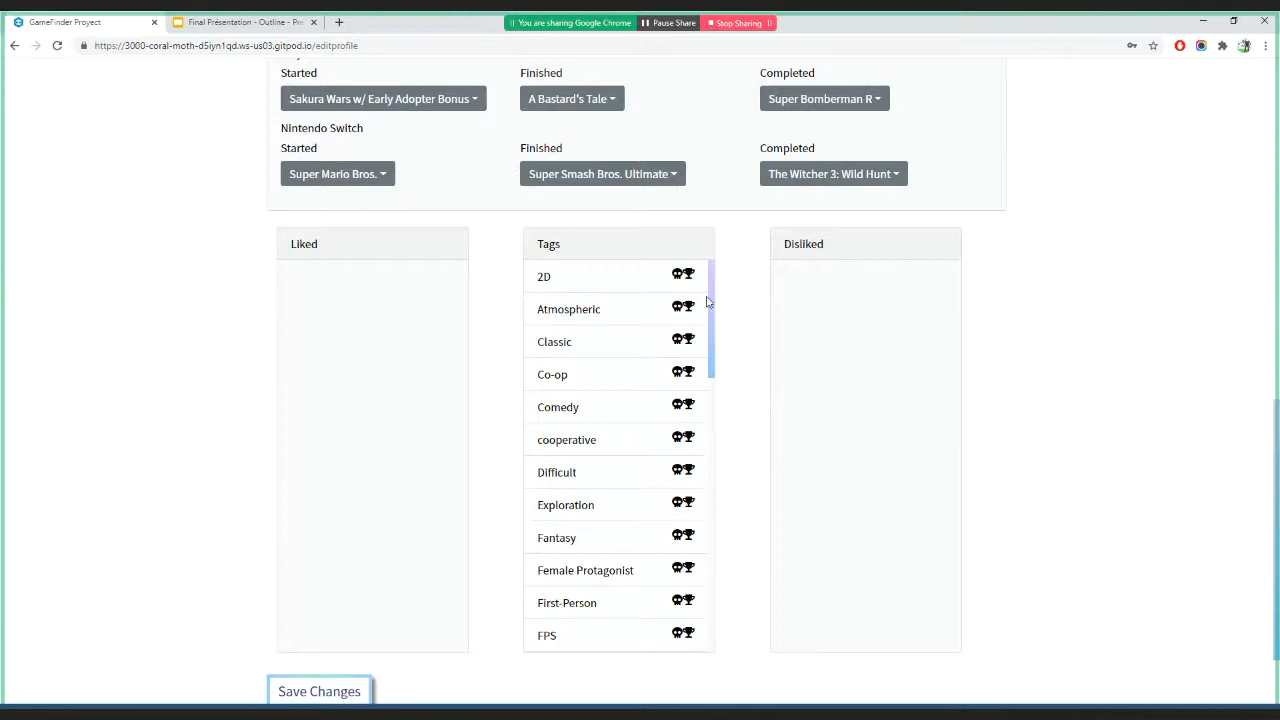 GameFinder Proyect
Final Présentation - Outline - Pre
You are sharing Google Chrome
Pause Share
Stop Sharing
https://3000-coral-moth-d5iyn1qd.ws-us03.gitpod.io/editprofile
Started Finished Completed
Sakura Wars w/ Early Adopter Bonus A Bastard's Tale Super Bomberman R
Nintendo Switch
Started Finished Completed
Super Mario Bros. Super Smash Bros. Ultimate The Witcher 3: Wild Hunt
Liked Tags Disliked
2D
Atmospheric
Classic
Co-op
Comedy
cooperative
Difficult
Exploration
Fantasy
Female Protagonist
First-Person
FPS
Save Changes